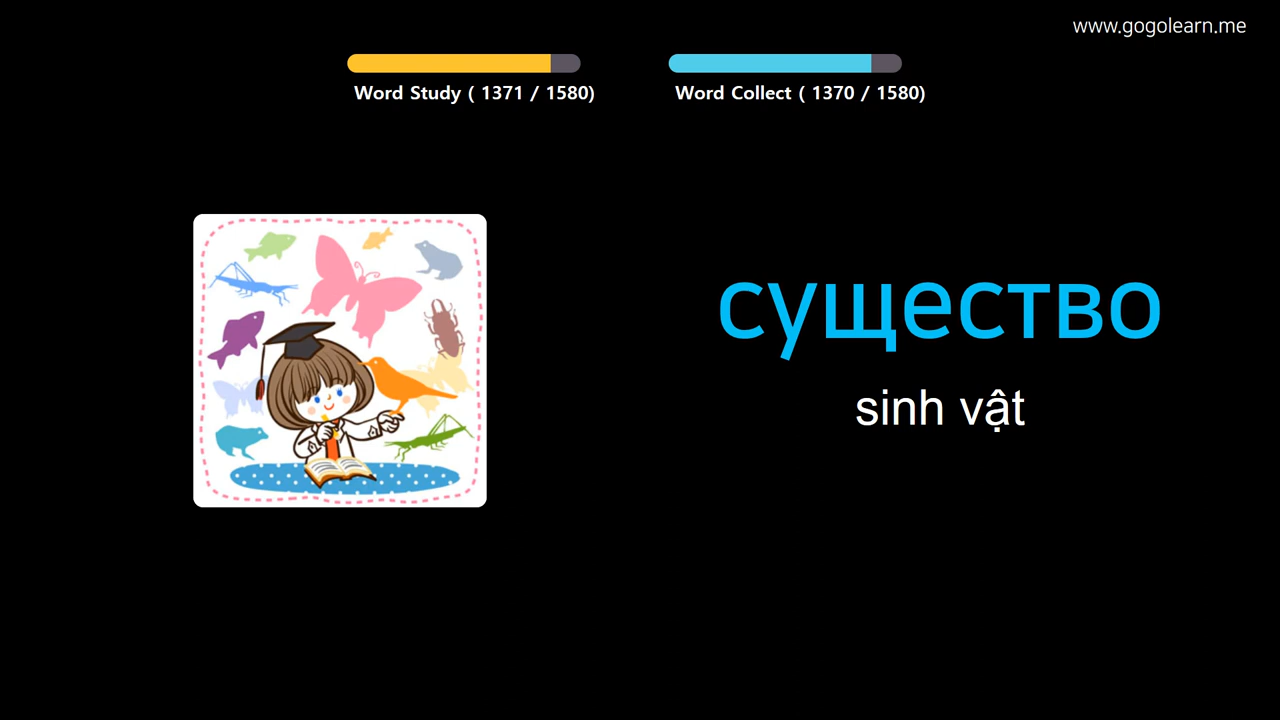 www.gogolearn.me
Word Study ( 1371 / 1580)
Word Collect ( 1370 / 1580)
существо
sinh vật